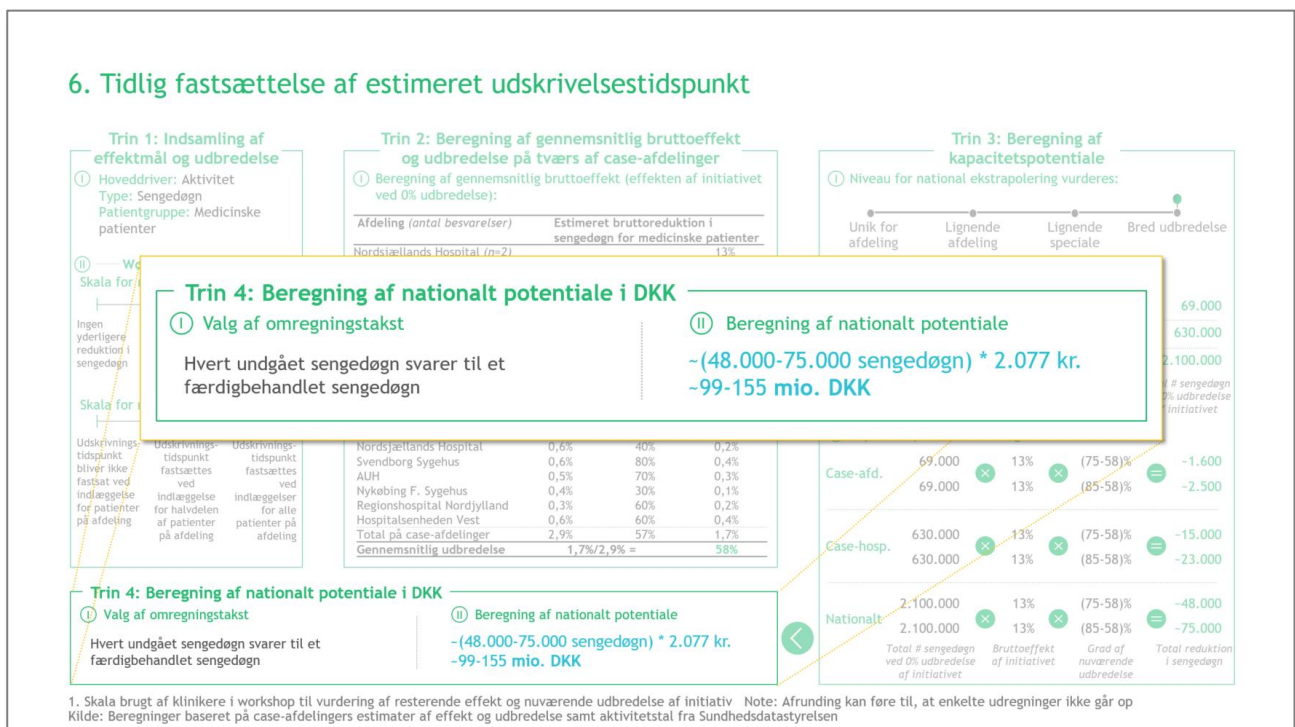 6. Tidlig fastsættelse af estimeret udskrivelsestidspunkt
Trin 1: Indsamling af
effektmål og udbredelse
I Hoveddriver: Aktivitet
Type: Sengedøgn
Patientgruppe: Medicinske
patienter
II
Skala for
Ingen
yderligere
reduktion i
sengedøgn
Skala for
Udskrivnings-
tidspunkt
bliver ikke
fastsat ved
indlæggelse
for patienter
på afdeling
Udskrivnings-
tidspunkt
fastsættes
ved
indlæggelse
for halvdelen
af patienter
på afdeling
Udskrivnings-
tidspunkt
fastsættes
ved
indlæggelser
for alle
patienter på
afdeling
Trin 2: Beregning af gennemsnitlig bruttoeffekt
og udbredelse på tværs af case-afdelinger
I Beregning af gennemsnitlig bruttoeffekt (effekten af initiativet
ved 0% udbredelse):
Afdeling (antal besvarelser) Estimeret bruttoreduktion i
sengedøgn for medicinske patienter
Nordsjællands Hospital (n=2) 13%
Nordsjællands Hospital 0,6% 40% 0,2%
Svendborg Sygehus 0,6% 80% 0,4%
AUH 0,5% 70% 0,3%
Nykøbing F. Sygehus 0,4% 30% 0,1%
Regionshospital Nordjylland 0,3% 60% 0,2%
Hospitalsenheden Vest 0,6% 60% 0,4%
Total på case-afdelinger 2,9% 57% 1,7%
Gennemsnitlig udbredelse 1,7%/2,9% = 58%
Trin 3: Beregning af
kapacitetspotentiale
I Niveau for national ekstrapolering vurderes:
Unik for
afdeling
Lignende
afdeling
Lignende
speciale
Bred udbredelse
69.000
630.000
2.100.000
# sengedøgn
0% udbredelse
initiativet
Case-afd. 69.000 × 13% × (75-58)% = ~1.600
69.000 13% (85-58)% ~2.500
Case-hosp. 630.000 × 13% × (75-58)% = ~15.000
630.000 13% (85-58)% ~23.000
Nationalt 2.100.000 × 13% × (75-58)% = ~48.000
2.100.000 13% (85-58)% ~75.000
Total # sengedøgn
ved 0% udbredelse
af initiativet
Bruttoeffekt
af initiativet
Grad af
nuværende
udbredelse
Total reduktion
i sengedøgn
Trin 4: Beregning af nationalt potentiale i DKK
I Valg af omregningstakst
Hvert undgået sengedøgn svarer til et
færdigbehandlet sengedøgn
II Beregning af nationalt potentiale
~(48.000-75.000 sengedøgn) * 2.077 kr.
~99-155 mio. DKK
Trin 4: Beregning af nationalt potentiale i DKK
I Valg af omregningstakst
Hvert undgået sengedøgn svarer til et
færdigbehandlet sengedøgn
II Beregning af nationalt potentiale
~(48.000-75.000 sengedøgn) * 2.077 kr.
~99-155 mio. DKK
1. Skala brugt af klinikere i workshop til vurdering af resterende effekt og nuværende udbredelse af initiativ Note: Afrunding kan føre til, at enkelte udregninger ikke går op
Kilde: Beregninger baseret på case-afdelingers estimater af effekt og udbredelse samt aktivitetstal fra Sundhedsdatastyrelsen